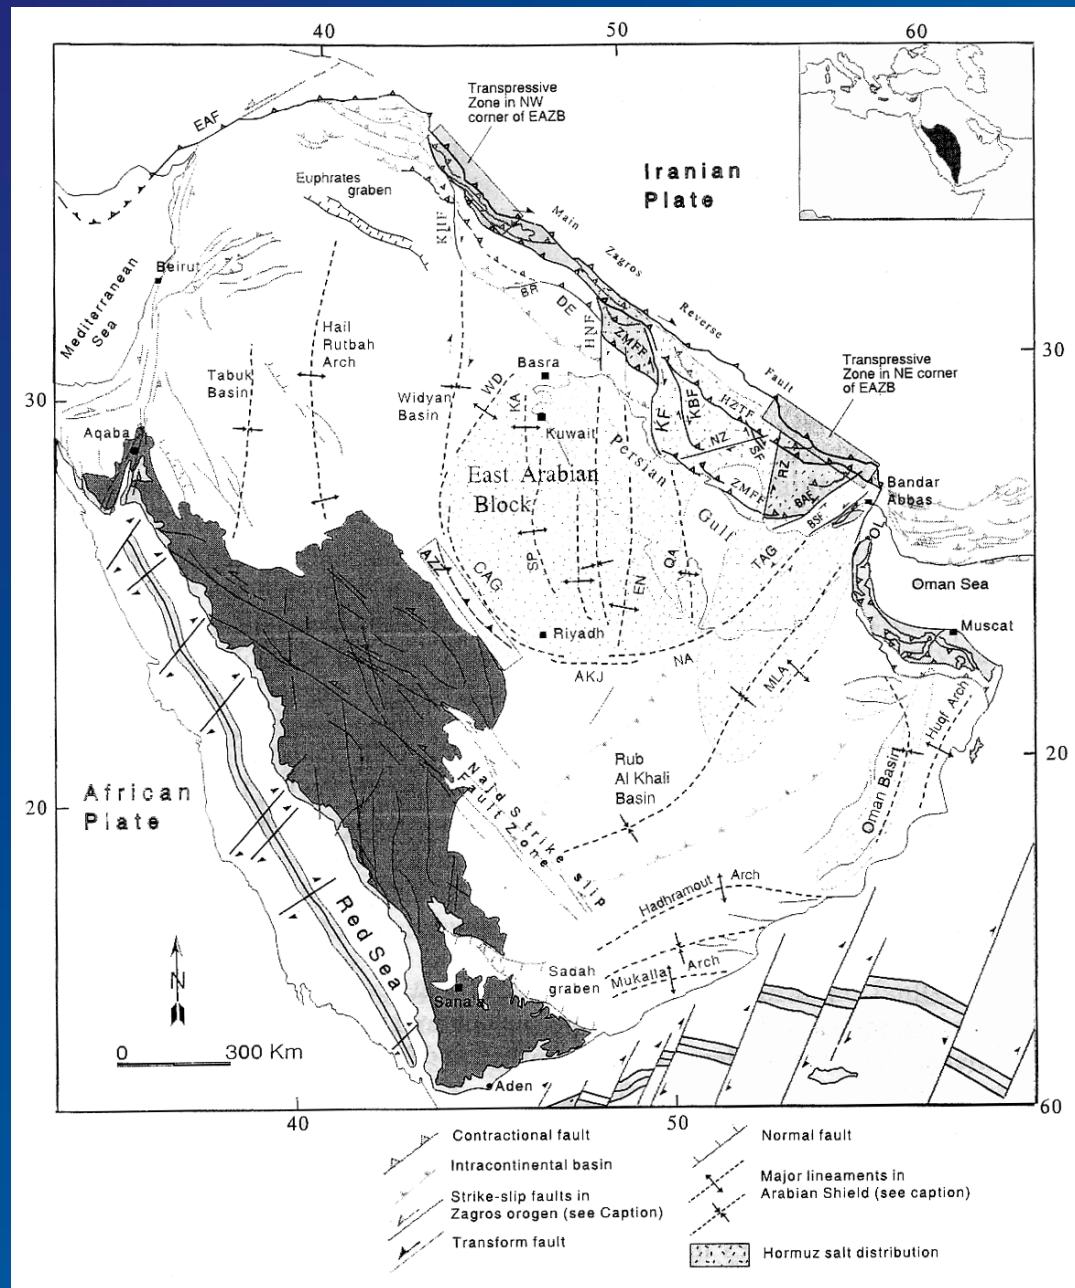 40
50
60
Transpressive
Zone in NW
corner of EAZB
EAF
Iranian
Plate
Euphrates
graben
KHF
Main
Zagros
Reverse
Fault
Mediterranean
Sea
Beirut
BR
DE
HNF
ZMFF
30
Hail
Rutbah
Arch
Tabuk
Basin
Widyan
Basin
WD
Basra
KA
Kuwait
KF
KBF
HZTF
Transpressive
Zone in NE corner
of EAZB
30
Aqaba
NZ
SF
RZ
Persian
Gulf
ZMFF
BAF
BSF
Bandar
Abbas
East Arabian
Block
OL
AZZ
CAG
SP
EN
QA
TAG
Oman Sea
Riyadh
Muscat
NA
AKJ
MLA
Huqf Arch
Oman Basin
Rub
Al Khali
Basin
20
20
African
Plate
Najd Strike slip
Fault Zone
Hadhramout Arch
Red Sea
Sadah
graben
Mukalla Arch
N
Sana'a
0 300 Km
Aden
40
50
60
Contractional fault
Intracontinental basin
Strike-slip faults in
Zagros orogen (see Caption)
Transform fault
Normal fault
Major lineaments in
Arabian Shield (see caption)
Hormuz salt distribution